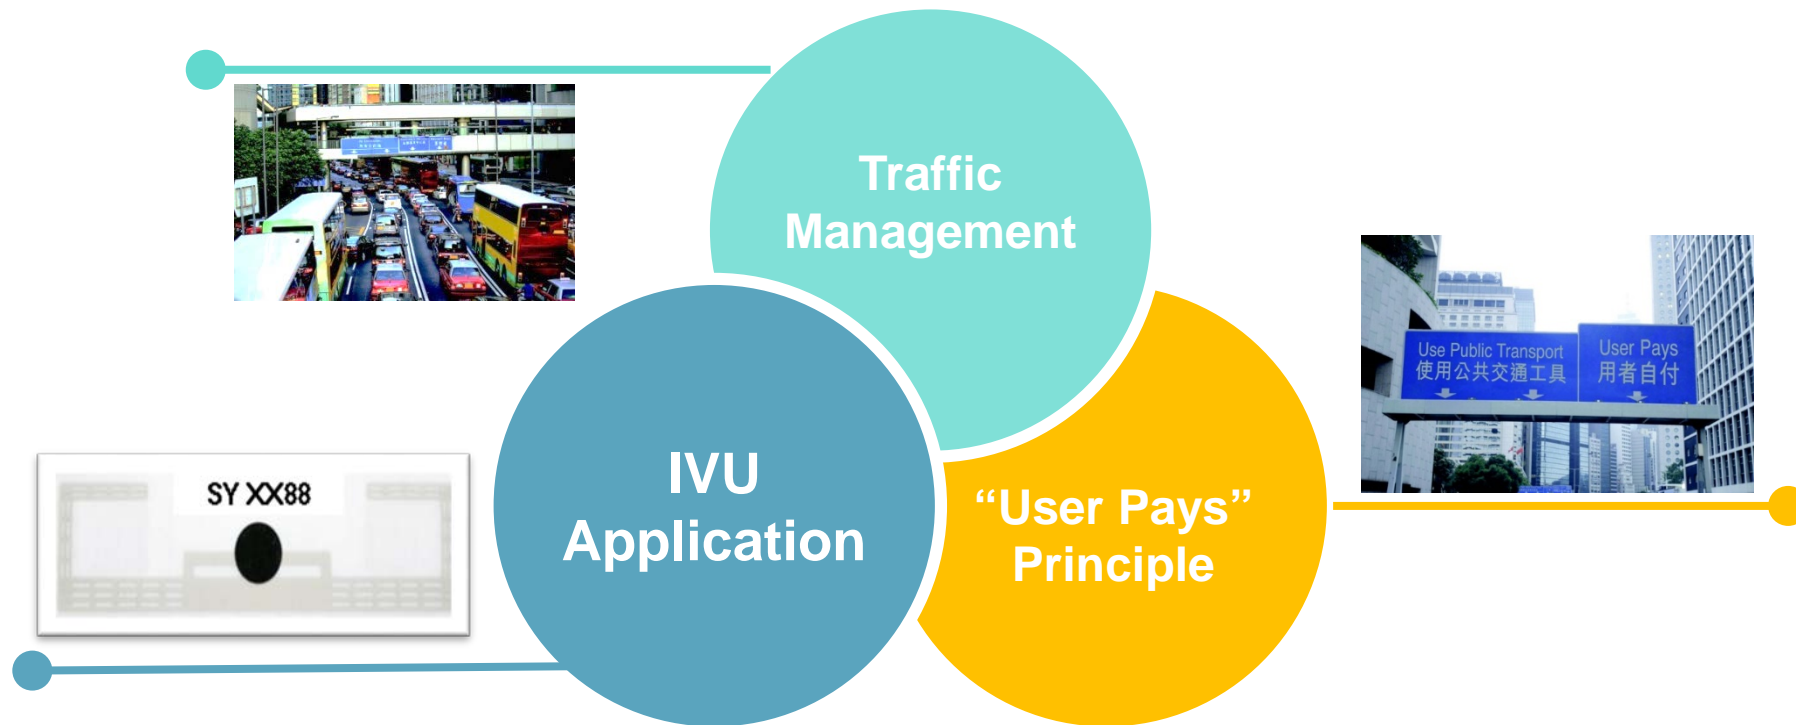 Traffic
Management
Use Public Transport
使用公共交通工具
User Pays
用者自付
SY XX88
IVU
Application
“User Pays”
Principle